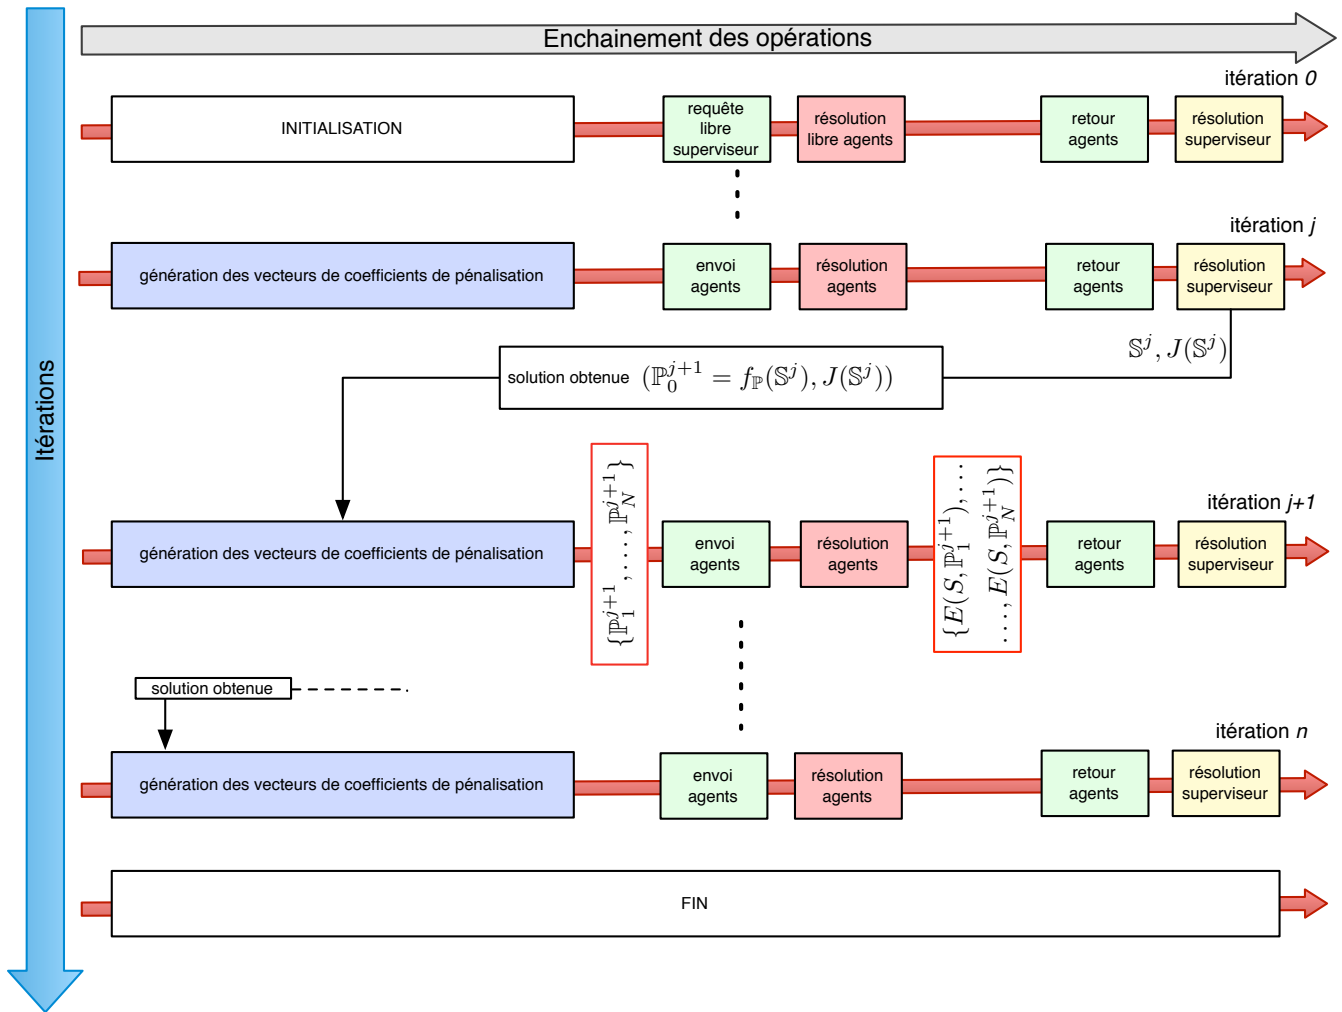 Enchainement des opérations
Itérations
itération 0
INITIALISATION
requête
libre
superviseur
résolution
libre agents
retour
agents
résolution
superviseur
itération j
génération des vecteurs de coefficients de pénalisation
envoi
agents
résolution
agents
retour
agents
résolution
superviseur
𝕊^j, J(𝕊^j)
solution obtenue (ℙ_0^{j+1} = f_ℙ(𝕊^j), J(𝕊^j))
itération j+1
génération des vecteurs de coefficients de pénalisation
{ℙ_1^{j+1}, ..., ℙ_N^{j+1}}
envoi
agents
résolution
agents
{E(S, ℙ_1^{j+1}), ...
..., E(S, ℙ_N^{j+1})}
retour
agents
résolution
superviseur
solution obtenue
itération n
génération des vecteurs de coefficients de pénalisation
envoi
agents
résolution
agents
retour
agents
résolution
superviseur
FIN